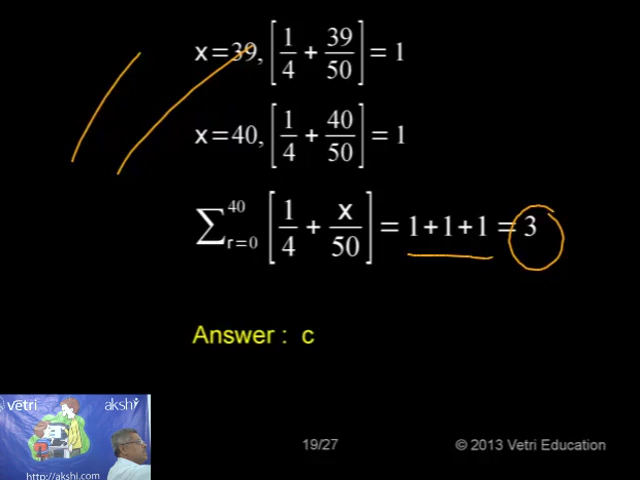 x = 39, [1/4 + 39/50] = 1
x = 40, [1/4 + 40/50] = 1
∑_{r=0}^{40} [1/4 + x/50] = 1 + 1 + 1 = 3
Answer : c
vetri akshi
http://akshi.com
19/27 © 2013 Vetri Education